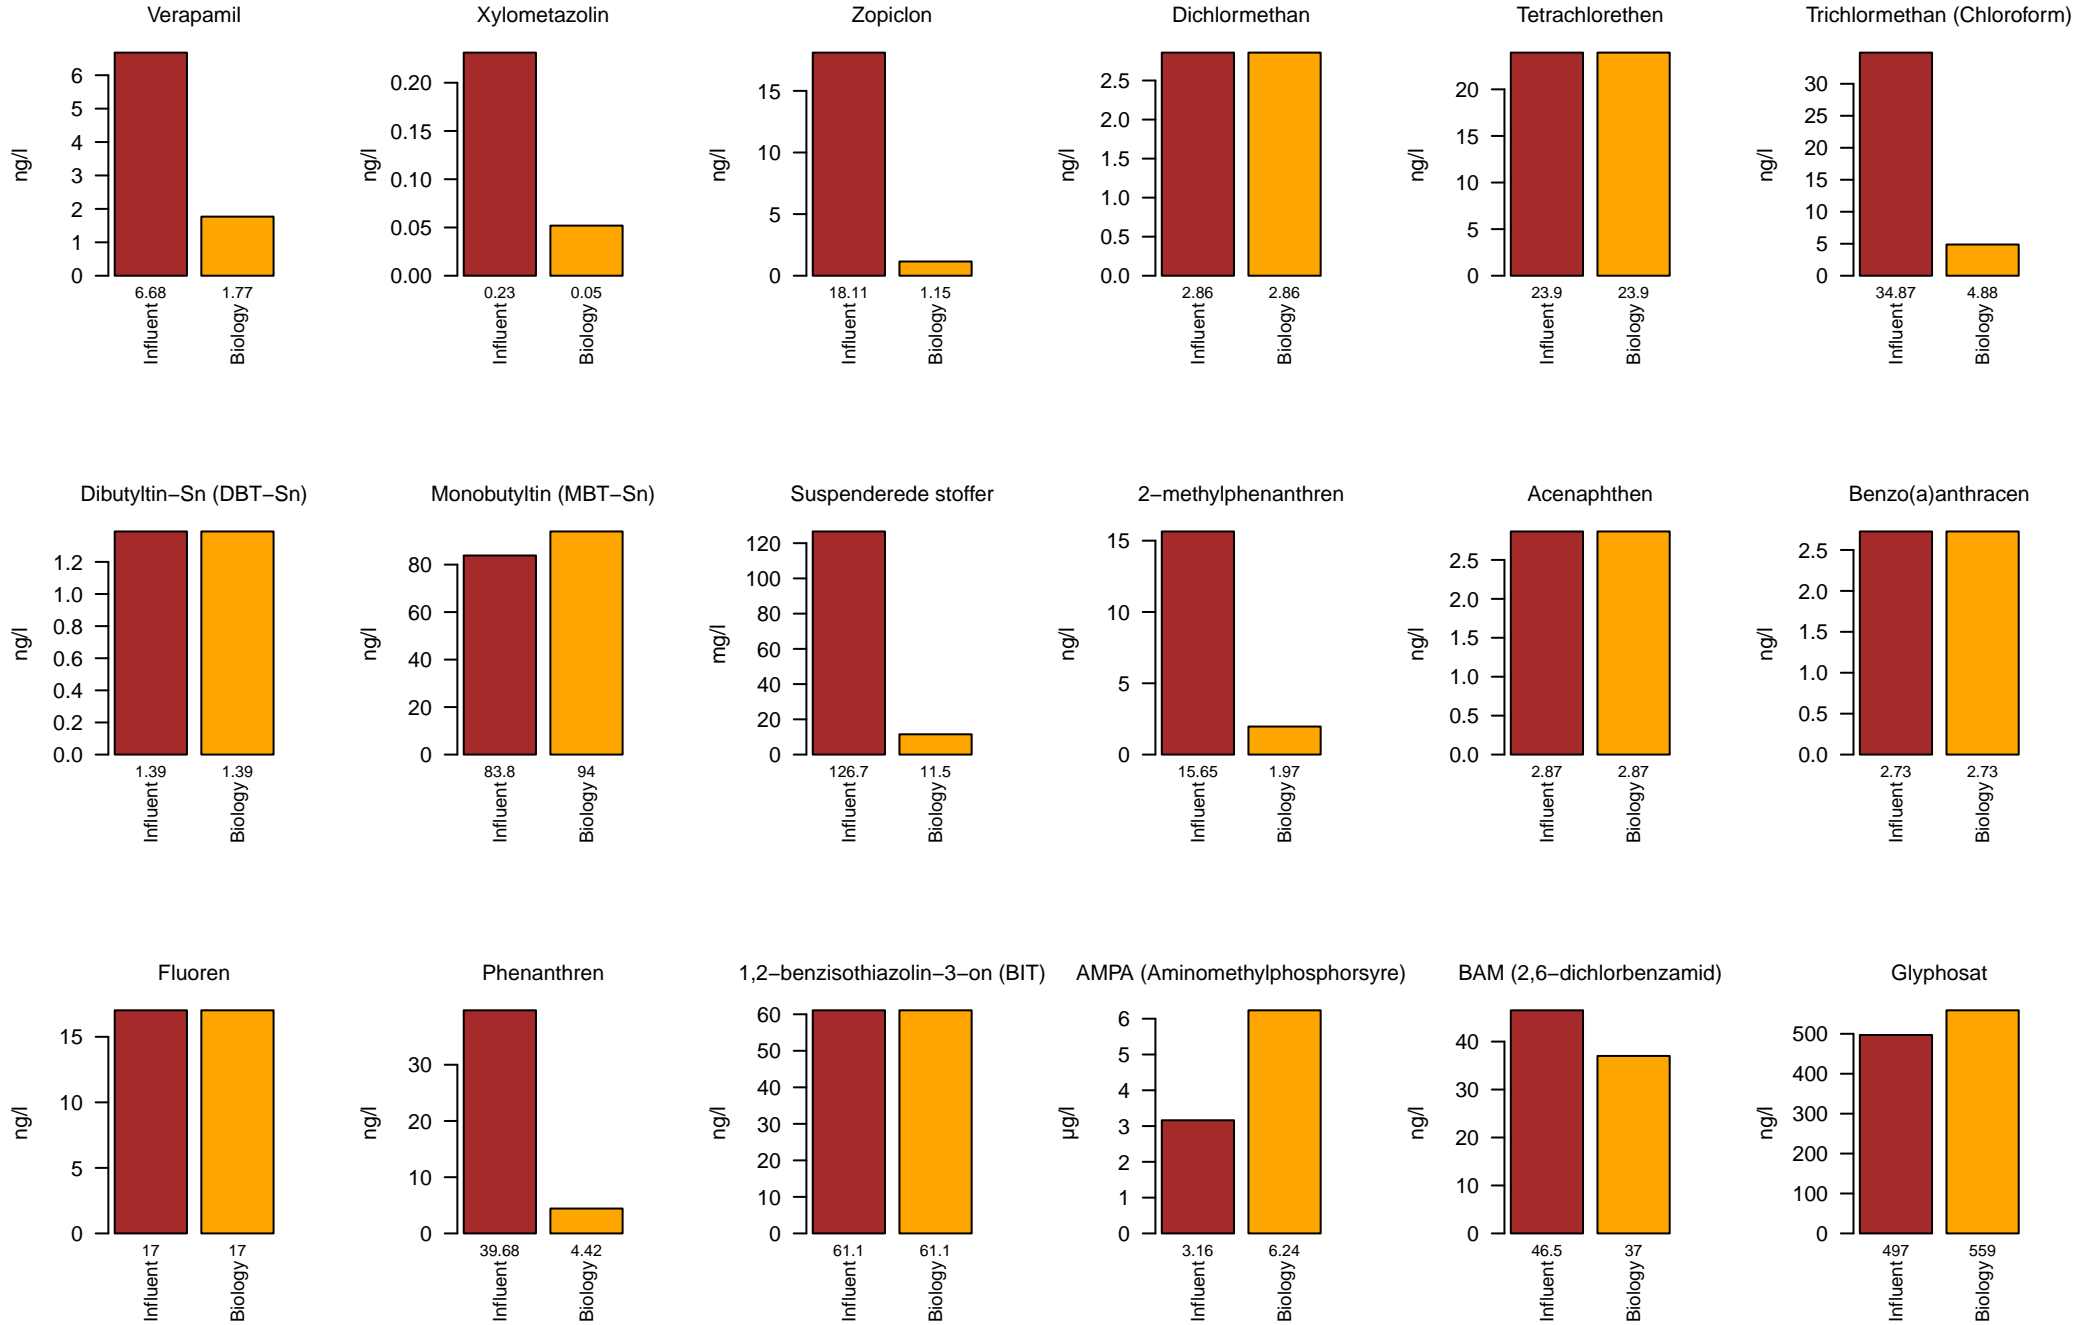 Verapamil
ng/l
6
5
4
3
2
1
0
6.68 1.77
Influent Biology
Xylometazolin
ng/l
0.20
0.15
0.10
0.05
0.00
0.23 0.05
Influent Biology
Zopiclon
ng/l
15
10
5
0
18.11 1.15
Influent Biology
Dichlormethan
ng/l
2.5
2.0
1.5
1.0
0.5
0.0
2.86 2.86
Influent Biology
Tetrachlorethen
ng/l
20
15
10
5
0
23.9 23.9
Influent Biology
Trichlormethan (Chloroform)
ng/l
30
25
20
15
10
5
0
34.87 4.88
Influent Biology
Dibutyltin−Sn (DBT−Sn)
ng/l
1.2
1.0
0.8
0.6
0.4
0.2
0.0
1.39 1.39
Influent Biology
Monobutyltin (MBT−Sn)
ng/l
80
60
40
20
0
83.8 94
Influent Biology
Suspenderede stoffer
mg/l
120
100
80
60
40
20
0
126.7 11.5
Influent Biology
2−methylphenanthren
ng/l
15
10
5
0
15.65 1.97
Influent Biology
Acenaphthen
ng/l
2.5
2.0
1.5
1.0
0.5
0.0
2.87 2.87
Influent Biology
Benzo(a)anthracen
ng/l
2.5
2.0
1.5
1.0
0.5
0.0
2.73 2.73
Influent Biology
Fluoren
ng/l
15
10
5
0
17 17
Influent Biology
Phenanthren
ng/l
30
20
10
0
39.68 4.42
Influent Biology
1,2−benzisothiazolin−3−on (BIT)
ng/l
60
50
40
30
20
10
0
61.1 61.1
Influent Biology
AMPA (Aminomethylphosphorsyre)
µg/l
6
5
4
3
2
1
0
3.16 6.24
Influent Biology
BAM (2,6−dichlorbenzamid)
ng/l
40
30
20
10
0
46.5 37
Influent Biology
Glyphosat
ng/l
500
400
300
200
100
0
497 559
Influent Biology